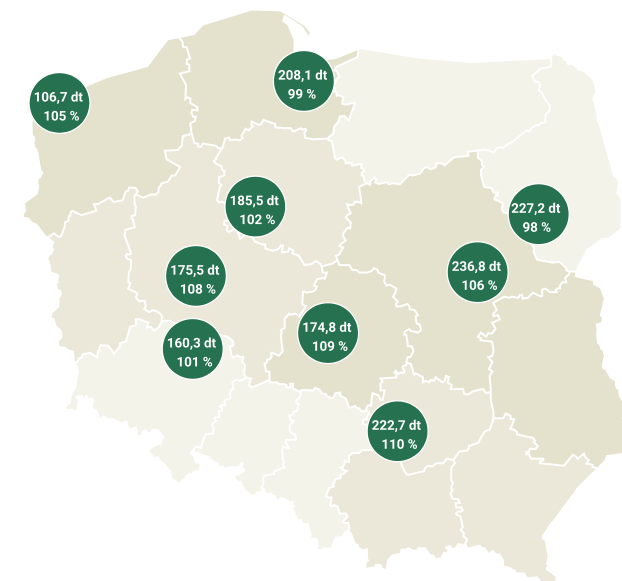 208,1 dt
99 %
106,7 dt
105 %
185,5 dt
102 %
227,2 dt
98 %
236,8 dt
106 %
175,5 dt
108 %
174,8 dt
109 %
160,3 dt
101 %
222,7 dt
110 %